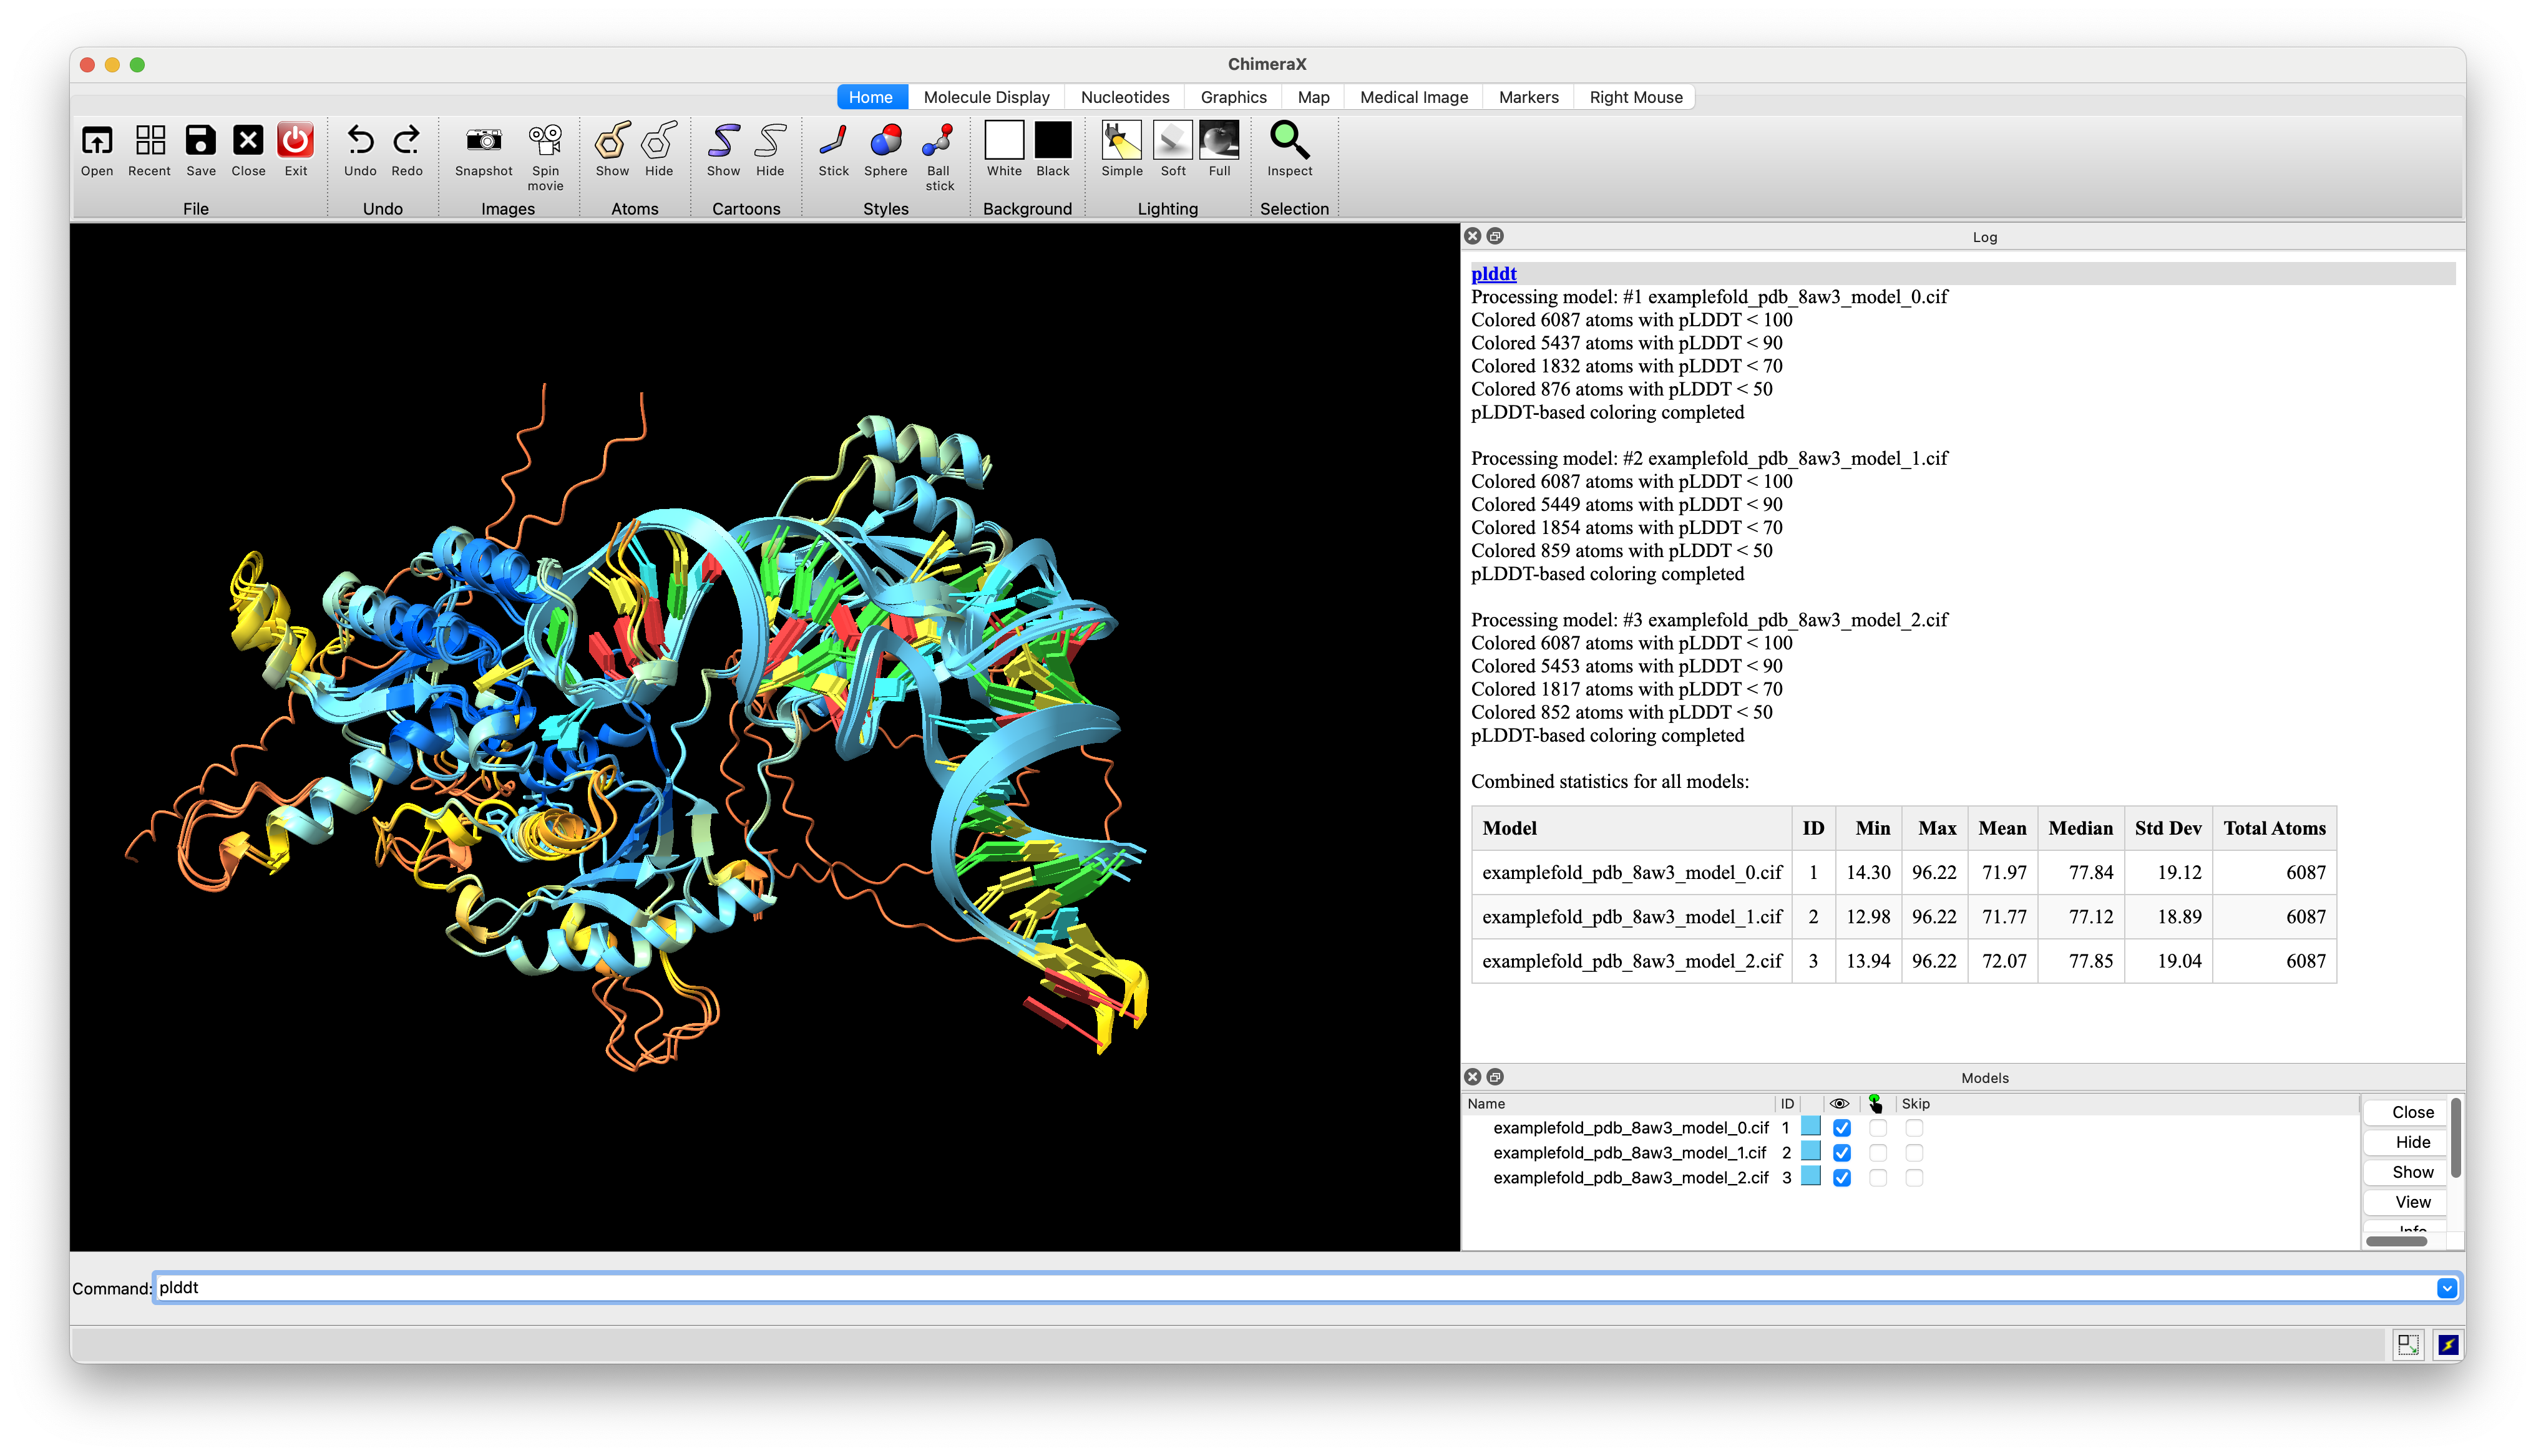 ChimeraX
Home Molecule Display Nucleotides Graphics Map Medical Image Markers Right Mouse
Open Recent Save Close Exit Undo Redo Snapshot Spin movie Show Hide Show Hide Stick Sphere Ball stick White Black Simple Soft Full Inspect
File Undo Images Atoms Cartoons Styles Background Lighting Selection
Log
plddt
Processing model: #1 examplefold_pdb_8aw3_model_0.cif
Colored 6087 atoms with pLDDT < 100
Colored 5437 atoms with pLDDT < 90
Colored 1832 atoms with pLDDT < 70
Colored 876 atoms with pLDDT < 50
pLDDT-based coloring completed
Processing model: #2 examplefold_pdb_8aw3_model_1.cif
Colored 6087 atoms with pLDDT < 100
Colored 5449 atoms with pLDDT < 90
Colored 1854 atoms with pLDDT < 70
Colored 859 atoms with pLDDT < 50
pLDDT-based coloring completed
Processing model: #3 examplefold_pdb_8aw3_model_2.cif
Colored 6087 atoms with pLDDT < 100
Colored 5453 atoms with pLDDT < 90
Colored 1817 atoms with pLDDT < 70
Colored 852 atoms with pLDDT < 50
pLDDT-based coloring completed
Combined statistics for all models:
Model ID Min Max Mean Median Std Dev Total Atoms
examplefold_pdb_8aw3_model_0.cif 1 14.30 96.22 71.97 77.84 19.12 6087
examplefold_pdb_8aw3_model_1.cif 2 12.98 96.22 71.77 77.12 18.89 6087
examplefold_pdb_8aw3_model_2.cif 3 13.94 96.22 72.07 77.85 19.04 6087
Models
Name ID Skip
examplefold_pdb_8aw3_model_0.cif 1
examplefold_pdb_8aw3_model_1.cif 2
examplefold_pdb_8aw3_model_2.cif 3
Close
Hide
Show
View
Info
Command: plddt